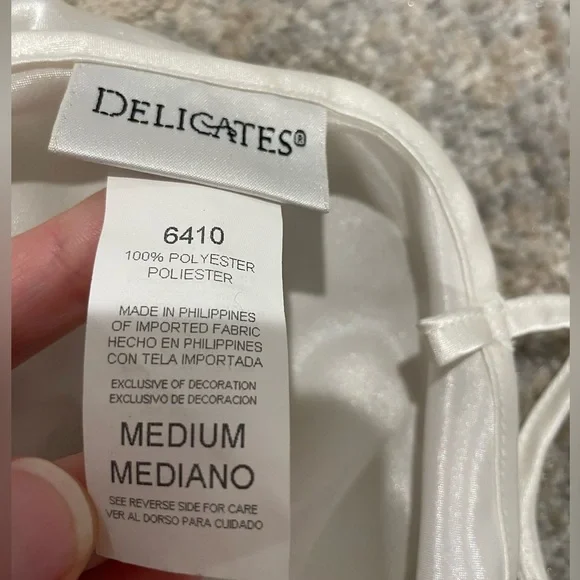 DELICATES®
6410
100% POLYESTER
POLIESTER
MADE IN PHILIPPINES
OF IMPORTED FABRIC
HECHO EN PHILIPPINES
CON TELA IMPORTADA
EXCLUSIVE OF DECORATION
EXCLUSIVO DE DECORACION
MEDIUM
MEDIANO
SEE REVERSE SIDE FOR CARE
VER AL DORSO PARA CUIDADO